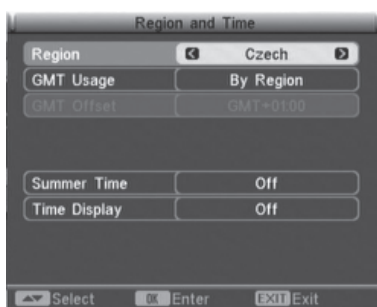 Region and Time
Region Czech
GMT Usage By Region
GMT Offset GMT+01:00
Summer Time Off
Time Display Off
Select OK Enter EXIT Exit